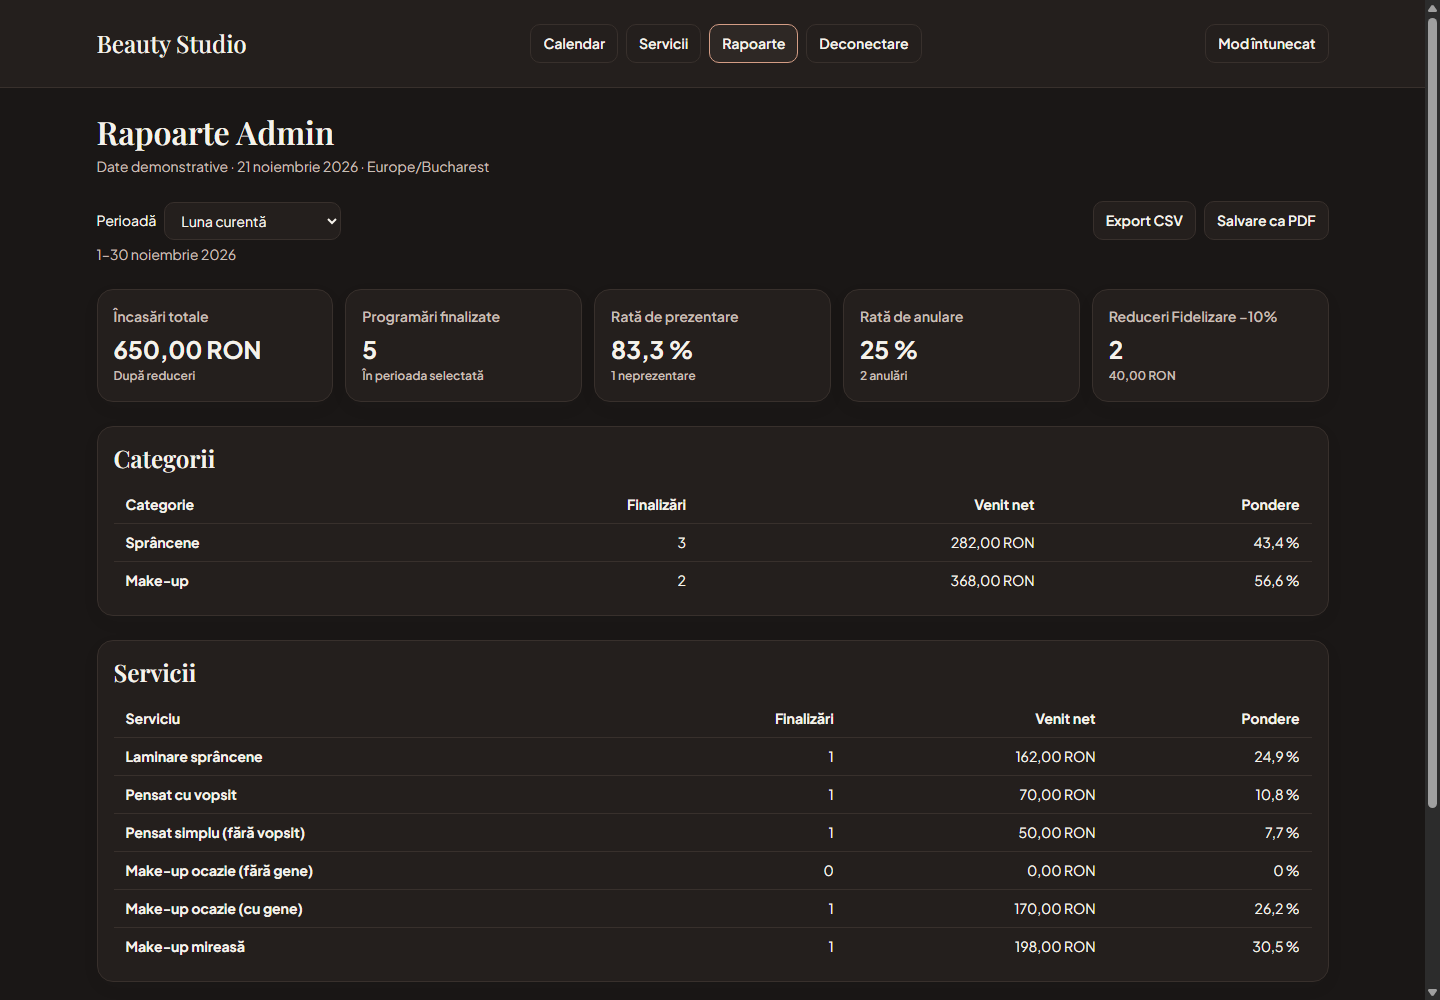 Beauty Studio
Calendar Servicii Rapoarte Deconectare Mod întunecat
Rapoarte Admin
Date demonstrative · 21 noiembrie 2026 · Europe/Bucharest
Perioadă Luna curentă Export CSV Salvare ca PDF
1–30 noiembrie 2026
Încasări totale
650,00 RON
După reduceri
Programări finalizate
5
În perioada selectată
Rată de prezentare
83,3 %
1 neprezentare
Rată de anulare
25 %
2 anulări
Reduceri Fidelizare −10%
2
40,00 RON
Categorii
Categorie Finalizări Venit net Pondere
Sprâncene 3 282,00 RON 43,4 %
Make-up 2 368,00 RON 56,6 %
Servicii
Serviciu Finalizări Venit net Pondere
Laminare sprâncene 1 162,00 RON 24,9 %
Pensat cu vopsit 1 70,00 RON 10,8 %
Pensat simplu (fără vopsit) 1 50,00 RON 7,7 %
Make-up ocazie (fără gene) 0 0,00 RON 0 %
Make-up ocazie (cu gene) 1 170,00 RON 26,2 %
Make-up mireasă 1 198,00 RON 30,5 %